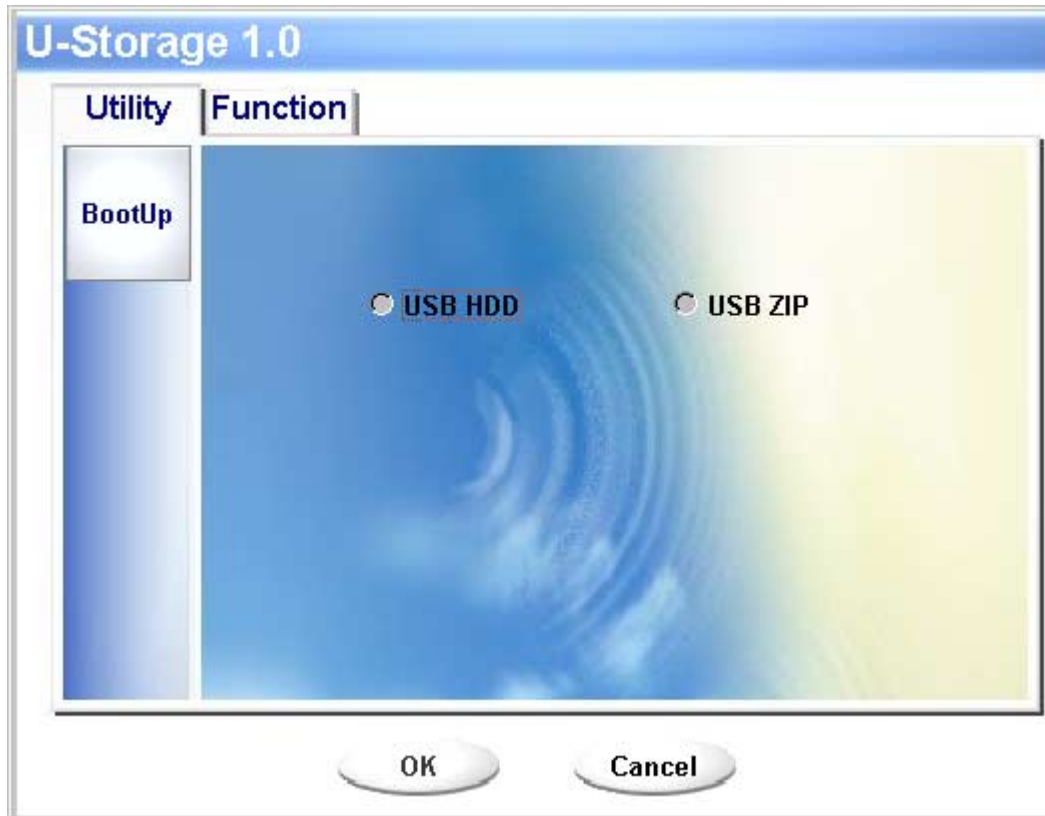 U-Storage 1.0
Utility Function
BootUp
USB HDD USB ZIP
OK Cancel